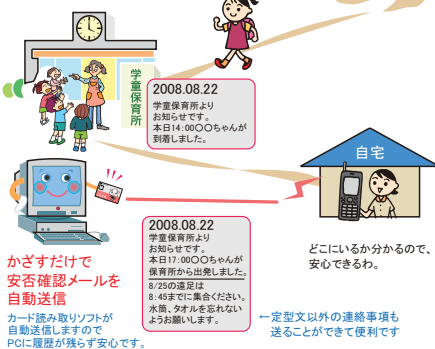 学童保育所
2008.08.22
学童保育所より
お知らせです。
本日14:00〇〇ちゃんが
到着しました。
自宅
2008.08.22
学童保育所より
お知らせです。
本日17:00〇〇ちゃんが
保育所から出発しました。
8/25の遠足は
8:45までに集合ください。
水筒、タオルを忘れない
ようお願いします。
どこにいるか分かるので、
安心できるわ。
かざすだけで
安否確認メールを
自動送信
カード読み取りソフトが
自動送信しますので
PCに履歴が残らず安心です。
←定型文以外の連絡事項も
送ることができて便利です